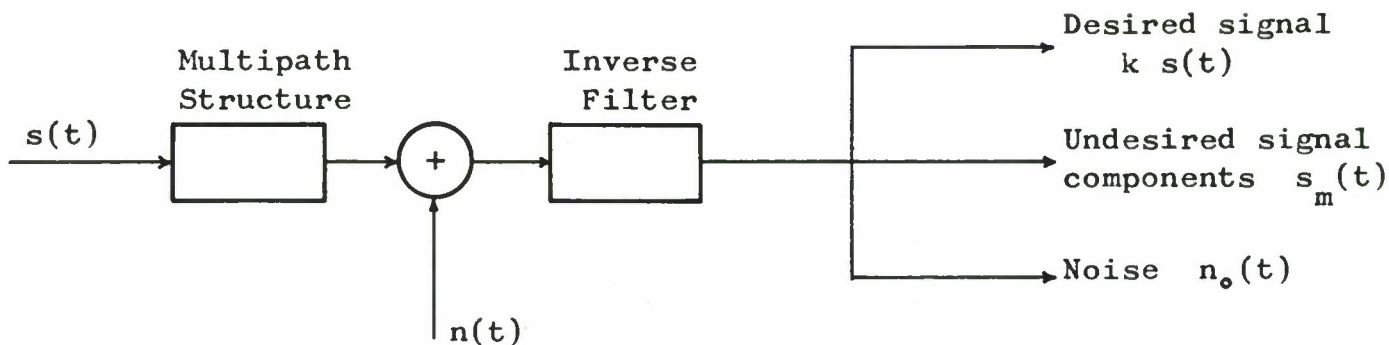 Desired signal
k s(t)
Multipath
Structure
Inverse
Filter
s(t)
+
Undesired signal
components s_m(t)
Noise n_o(t)
n(t)